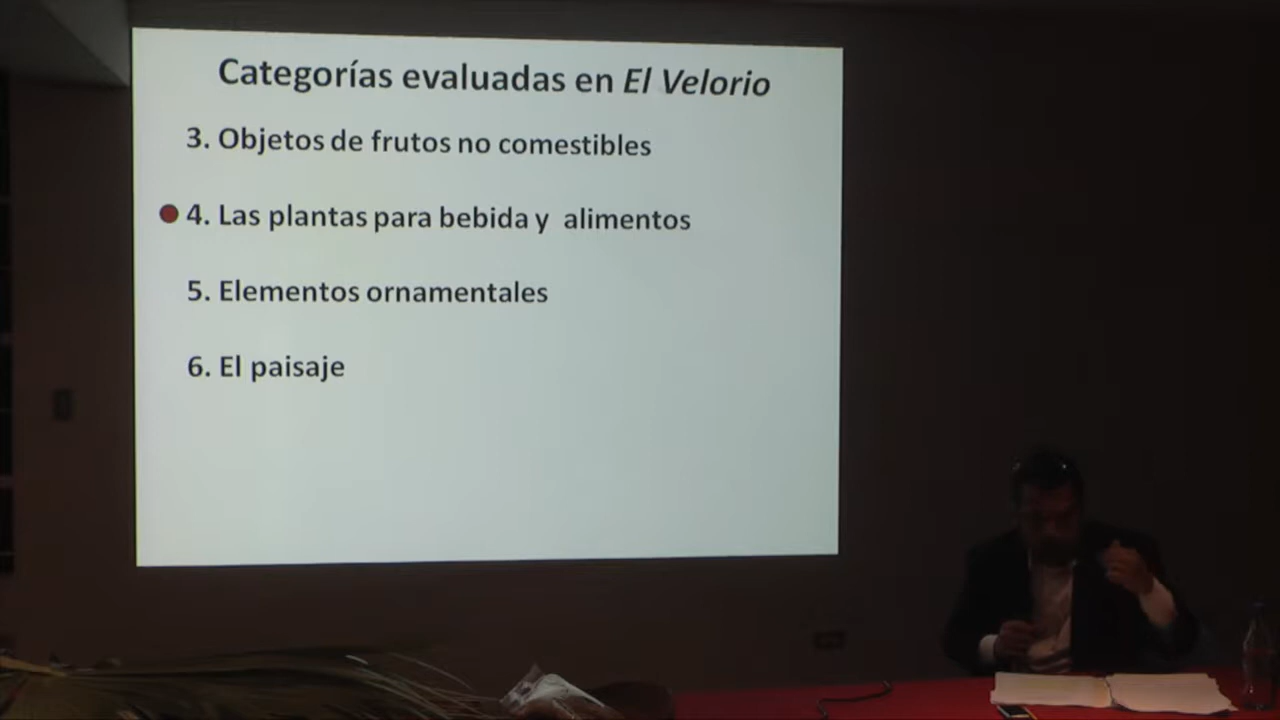 Categorías evaluadas en El Velorio
3. Objetos de frutos no comestibles
4. Las plantas para bebida y alimentos
5. Elementos ornamentales
6. El paisaje